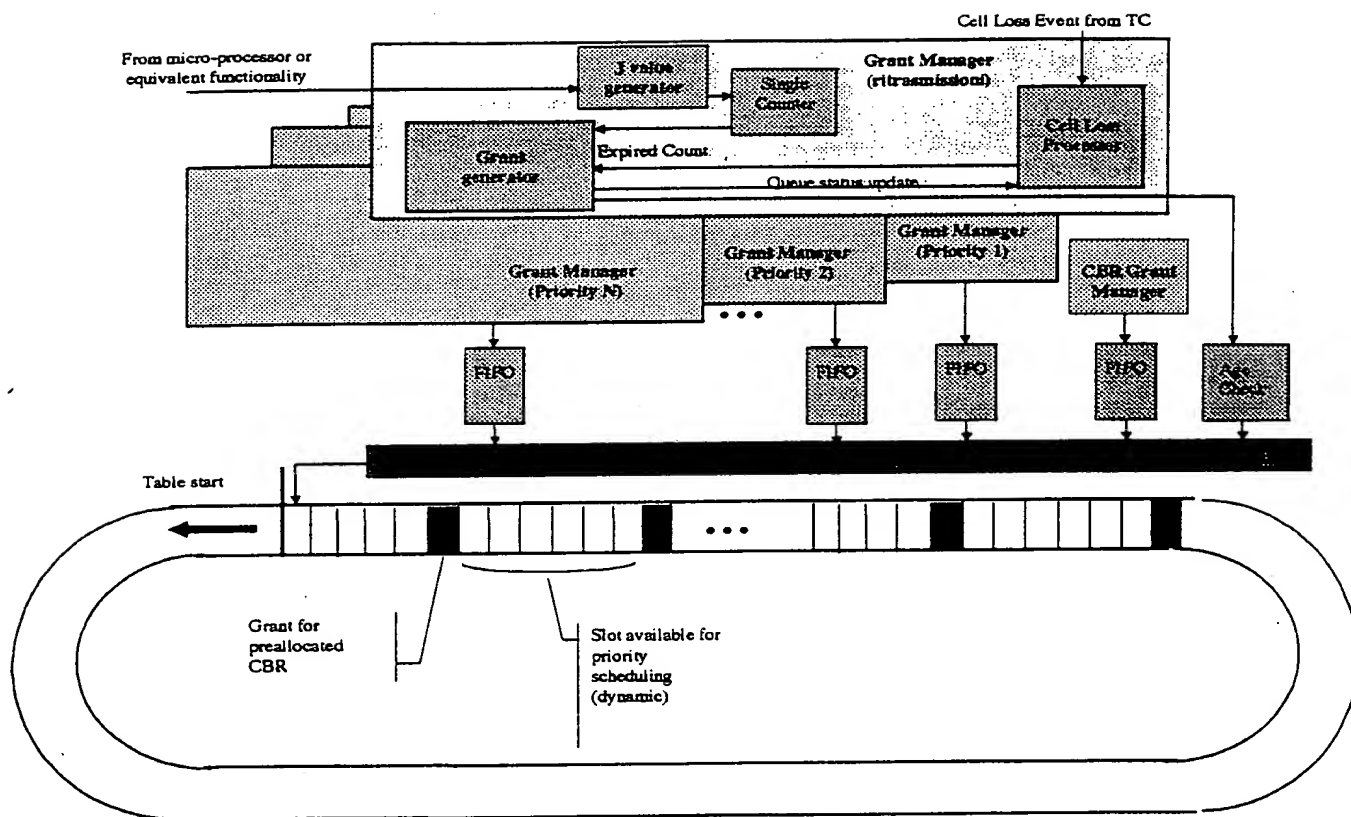 Cell Loss Event from TC
From micro-processor or
equivalent functionality
value
generator
Single
Counter
Grant Manager
(ritrasmissioni)
Cell Loss
Processor
Grant
generator
Expired Count
Queue status update
Grant Manager
(Priority N)
Grant Manager
(Priority 2)
Grant Manager
(Priority 1)
CBR Grant
Manager
FIFO
FIFO
FIFO
FIFO
Age
Check
Table start
Grant for
preallocated
CBR
Slot available for
priority
scheduling
(dynamic)